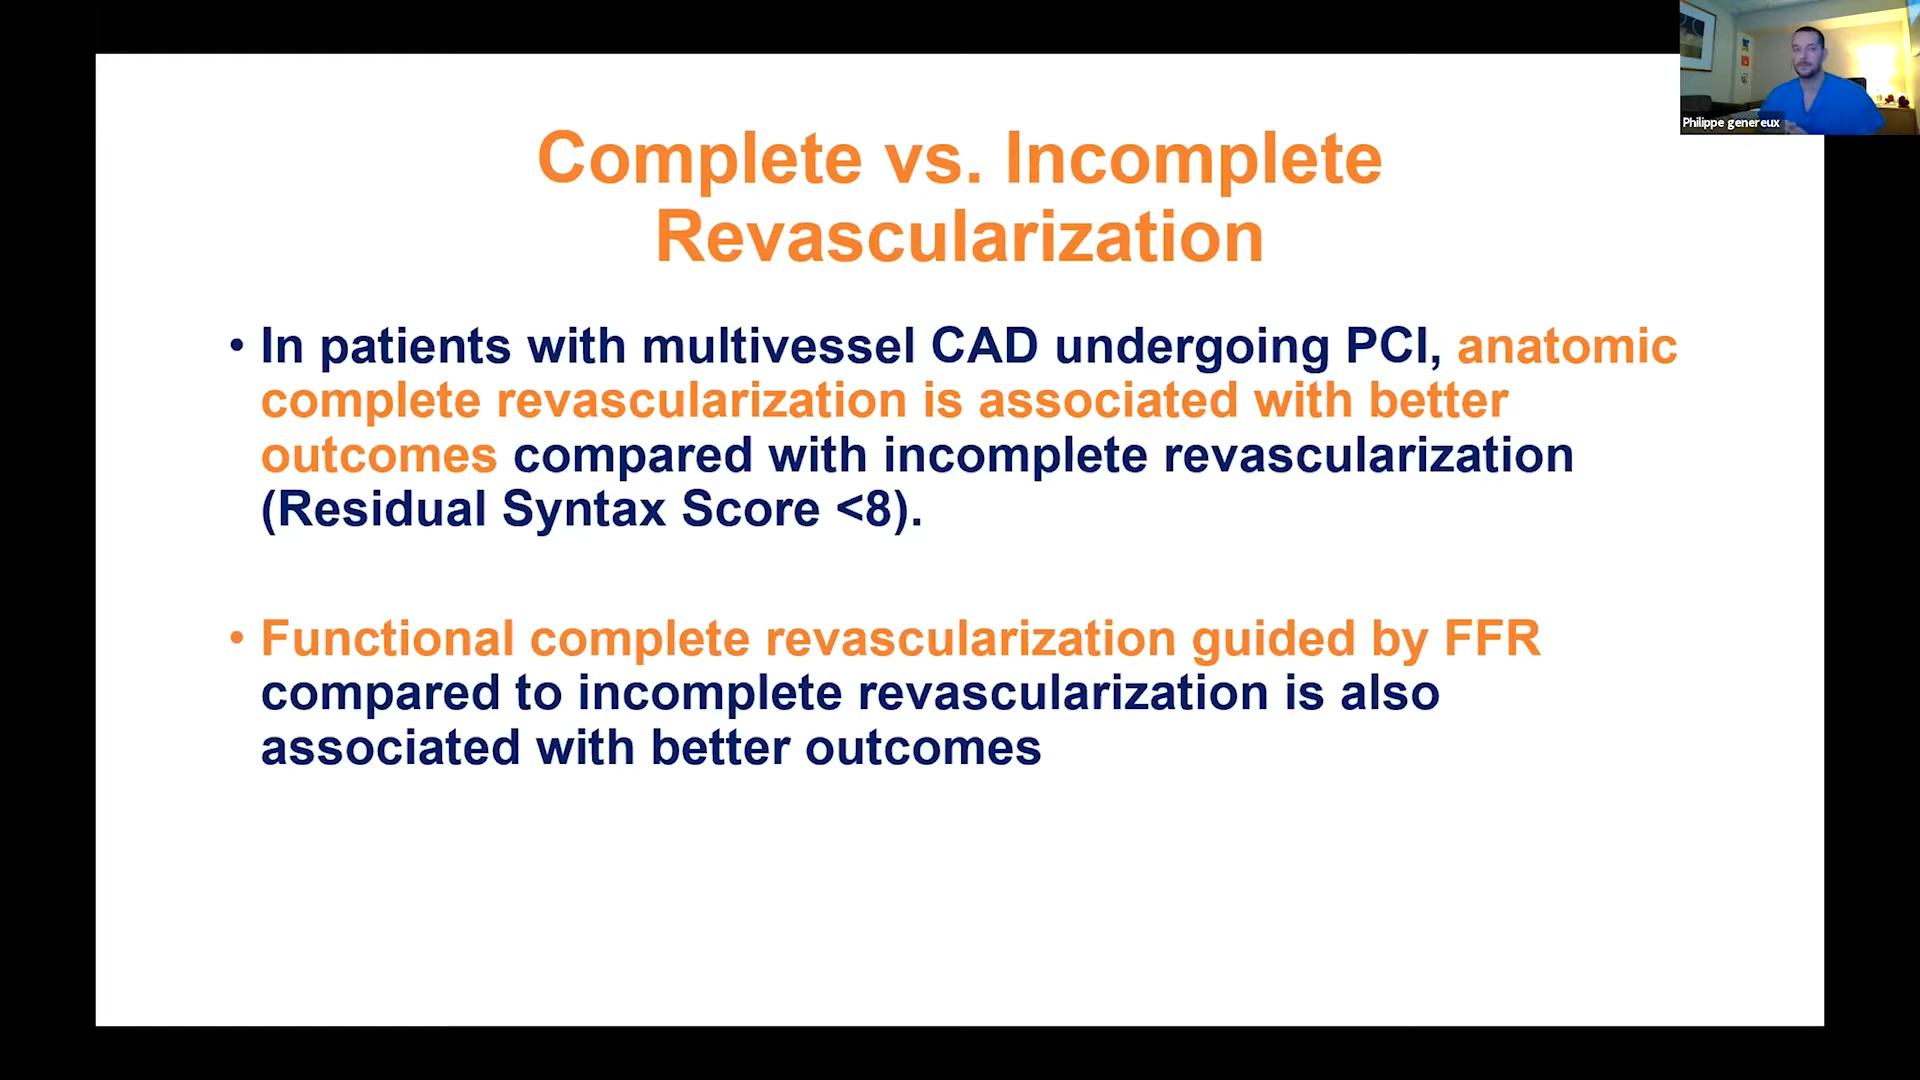 Philippe genereux
Complete vs. Incomplete
Revascularization
• In patients with multivessel CAD undergoing PCI, anatomic
complete revascularization is associated with better
outcomes compared with incomplete revascularization
(Residual Syntax Score <8).
• Functional complete revascularization guided by FFR
compared to incomplete revascularization is also
associated with better outcomes